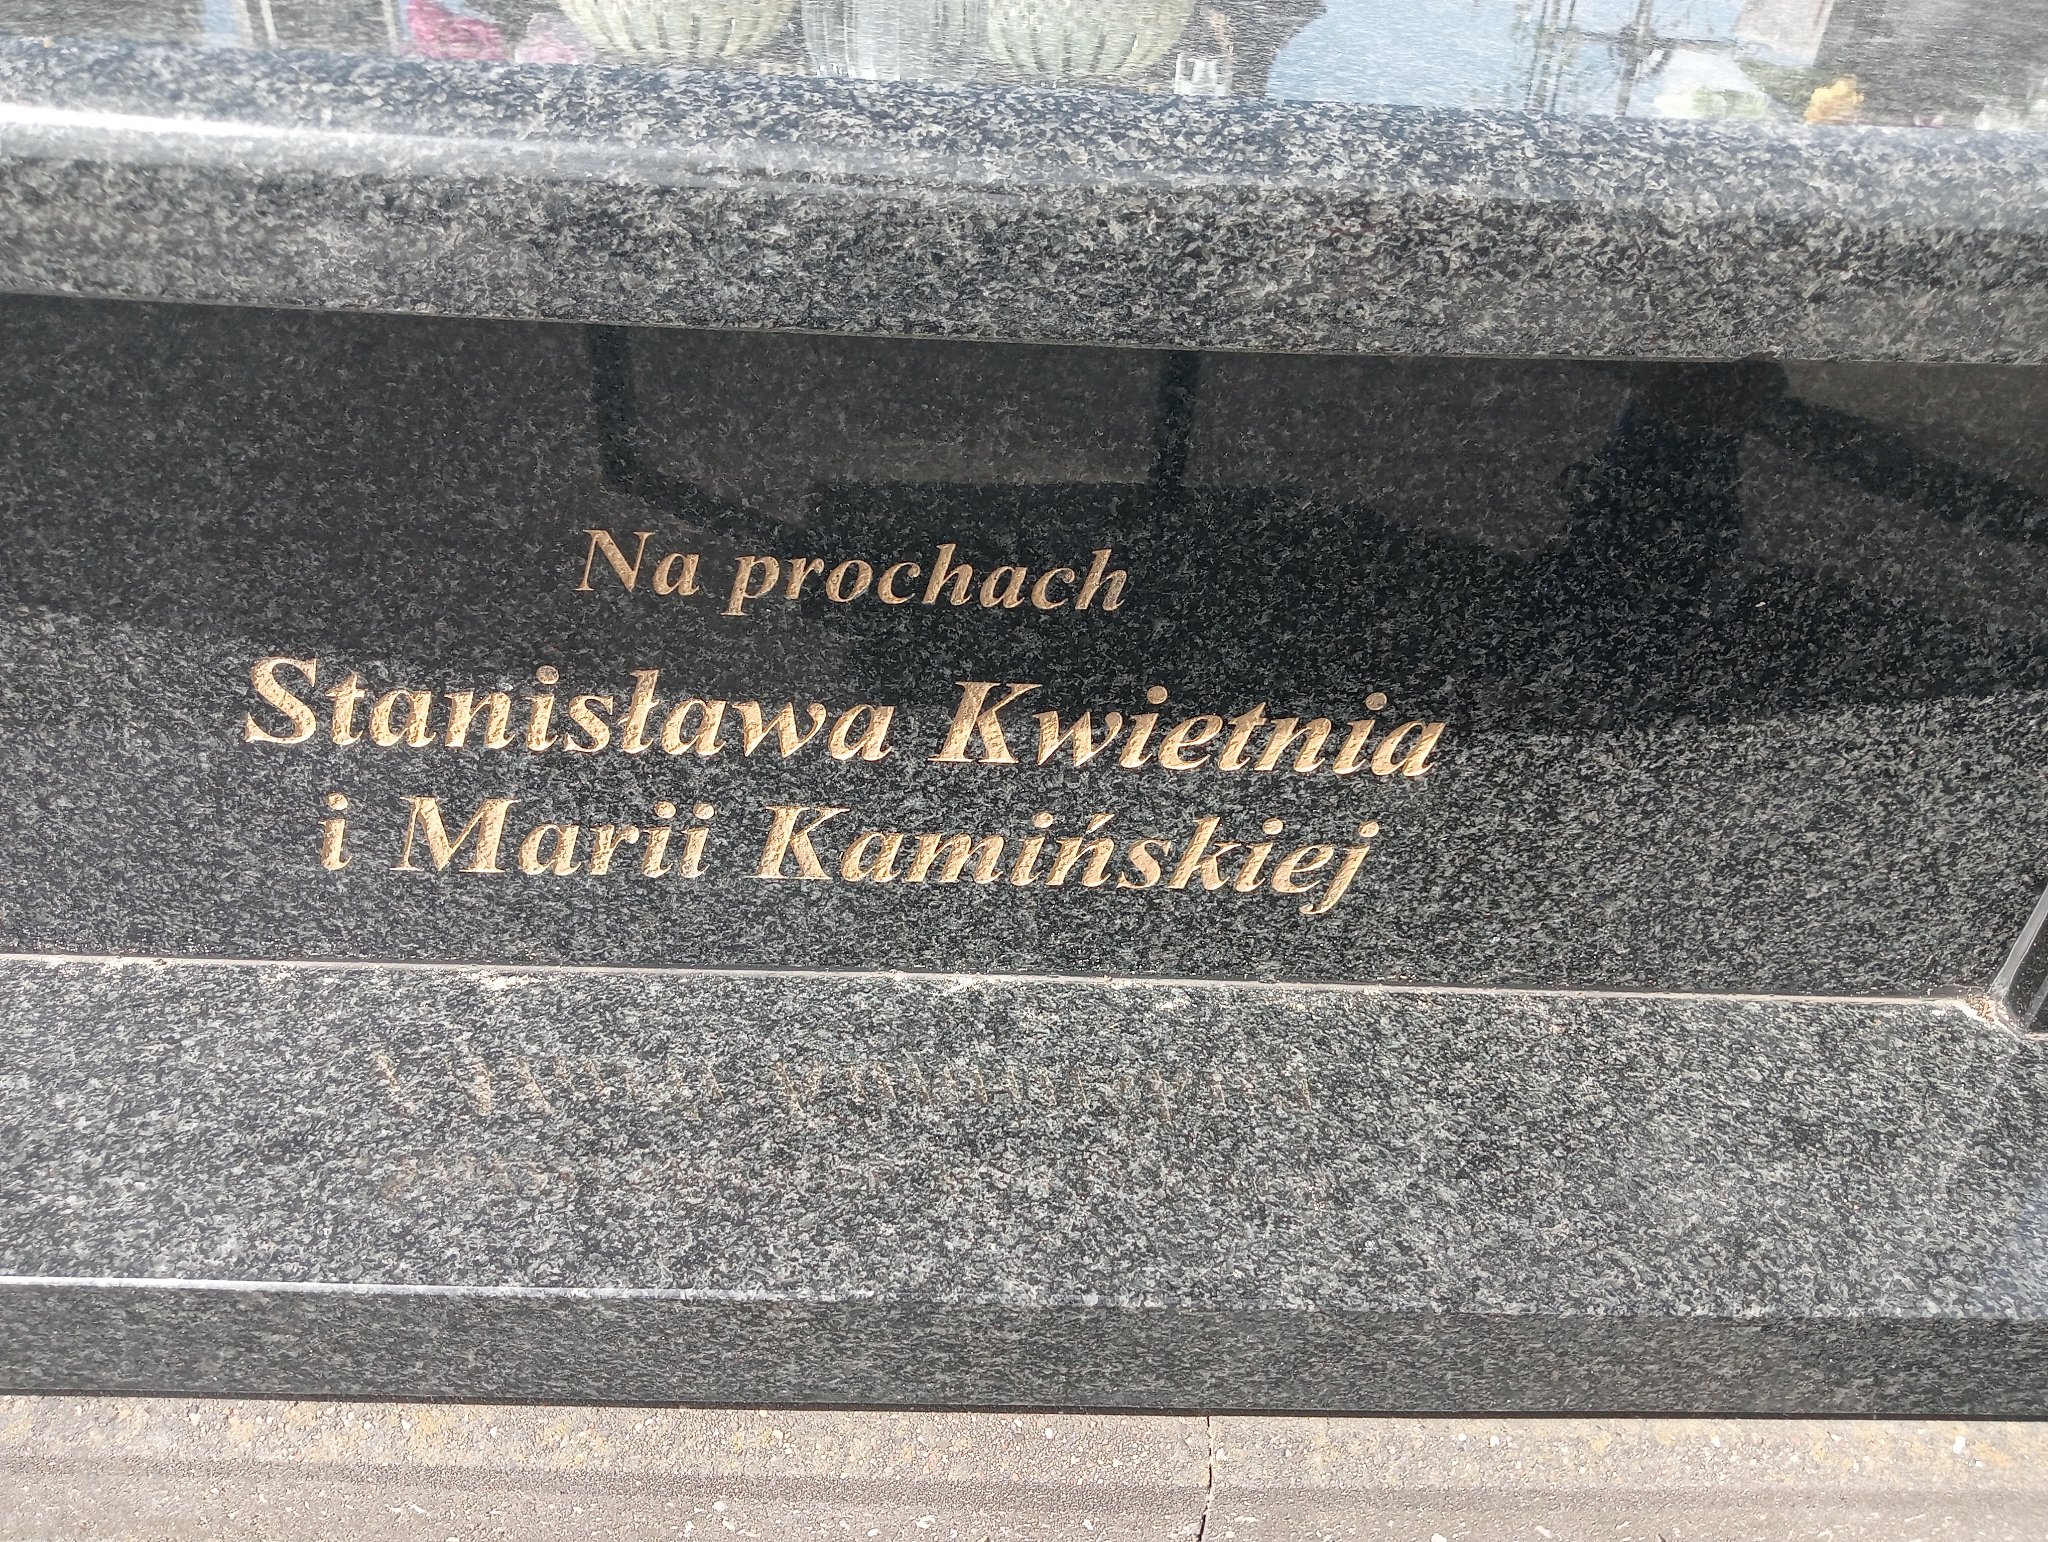 Na prochach
Stanisława Kwietnia
i Marii Kamińskiej